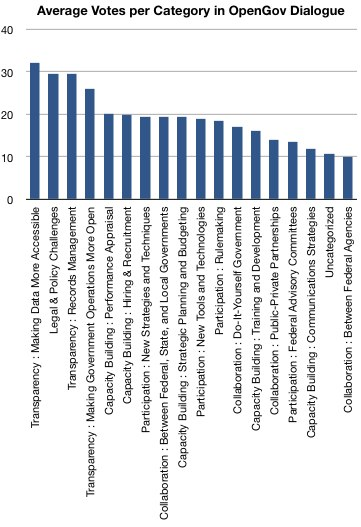 Average Votes per Category in OpenGov Dialogue
40
30
20
10
0
Transparency : Making Data More Accessible
Legal & Policy Challenges
Transparency : Records Management
Transparency : Making Government Operations More Open
Capacity Building : Performance Appraisal
Capacity Building : Hiring & Recruitment
Participation : New Strategies and Techniques
Collaboration : Between Federal, State, and Local Governments
Capacity Building : Strategic Planning and Budgeting
Participation : New Tools and Technologies
Participation : Rulemaking
Collaboration : Do-It-Yourself Government
Capacity Building : Training and Development
Collaboration : Public-Private Partnerships
Participation : Federal Advisory Committees
Capacity Building : Communications Strategies
Uncategorized
Collaboration : Between Federal Agencies